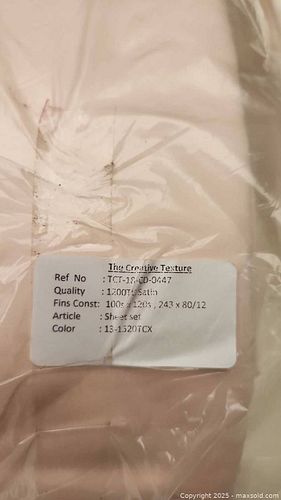 The Creative Texture
Ref No : TCT-18-CD-0447
Quality : 1200Tc Satin
Fins Const: 100s x 120s , 243 x 80/12
Article : Sheet set
Color : 13-1520TCX
Copyright © 2025 - maxsold.com